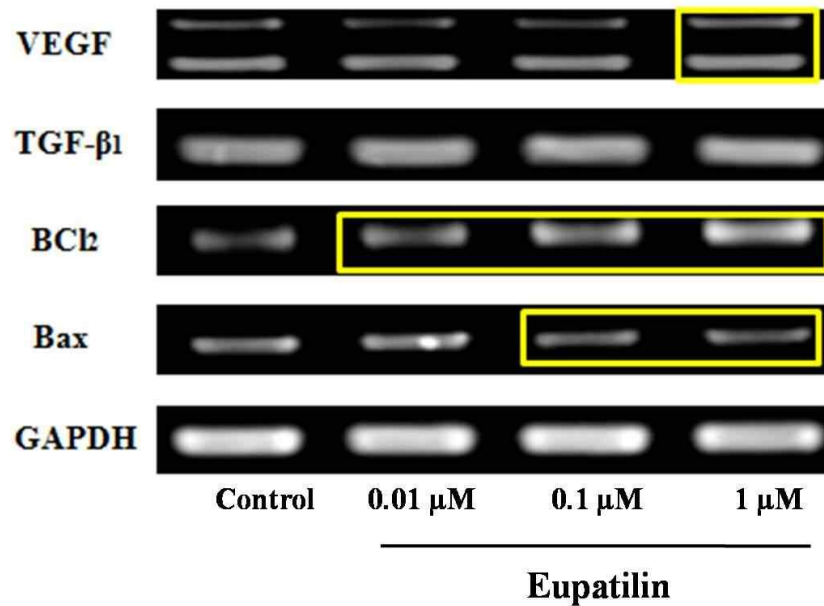 VEGF
TGF-β1
BCl2
Bax
GAPDH
Control 0.01 μM 0.1 μM 1 μM
Eupatilin